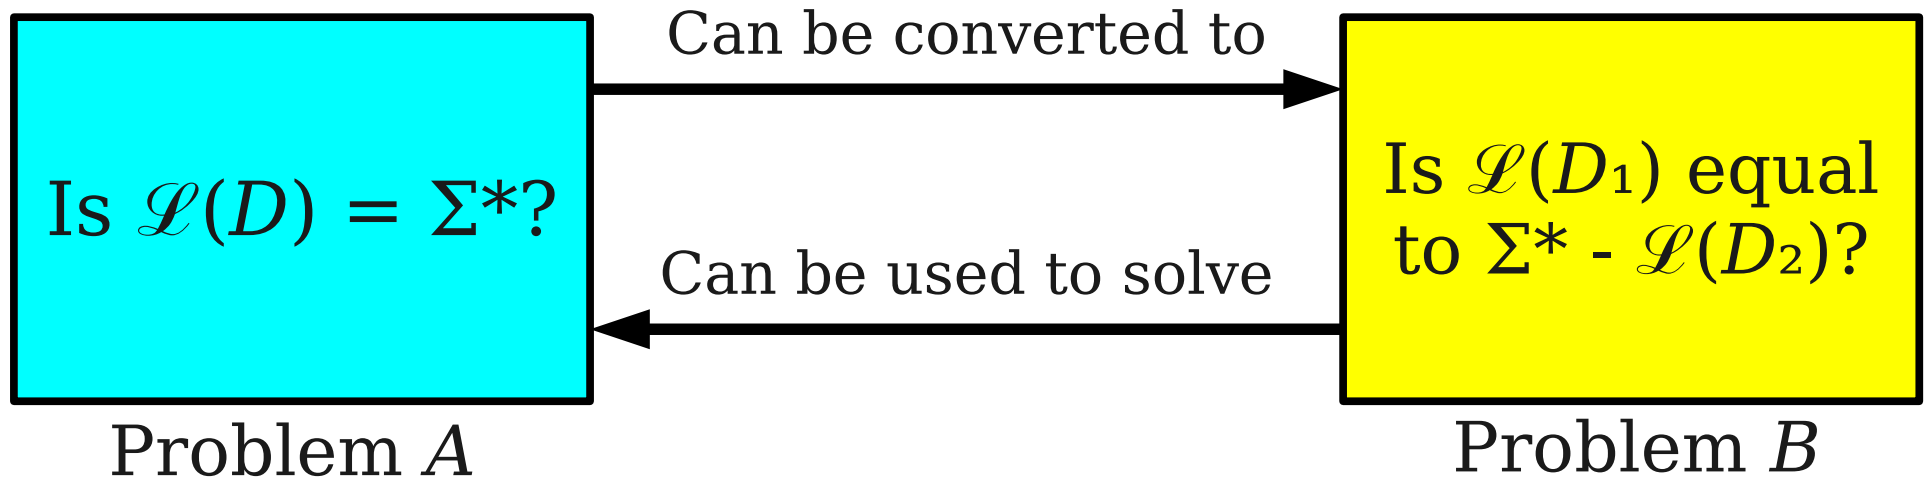 Can be converted to
Is ℒ(D) = Σ*?
Is ℒ(D₁) equal
to Σ* - ℒ(D₂)?
Can be used to solve
Problem A
Problem B